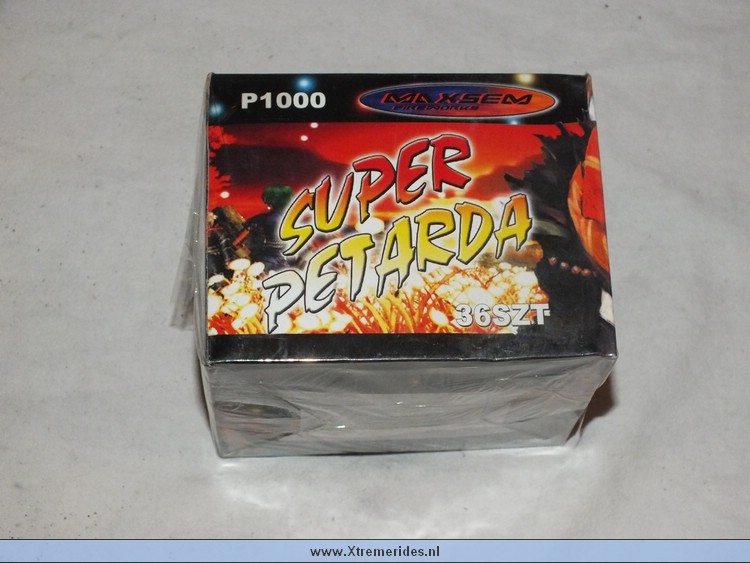 P1000
MAXSEM
FIREWORKS
SUPER
PETARDA
36SZT
www.Xtremerides.nl